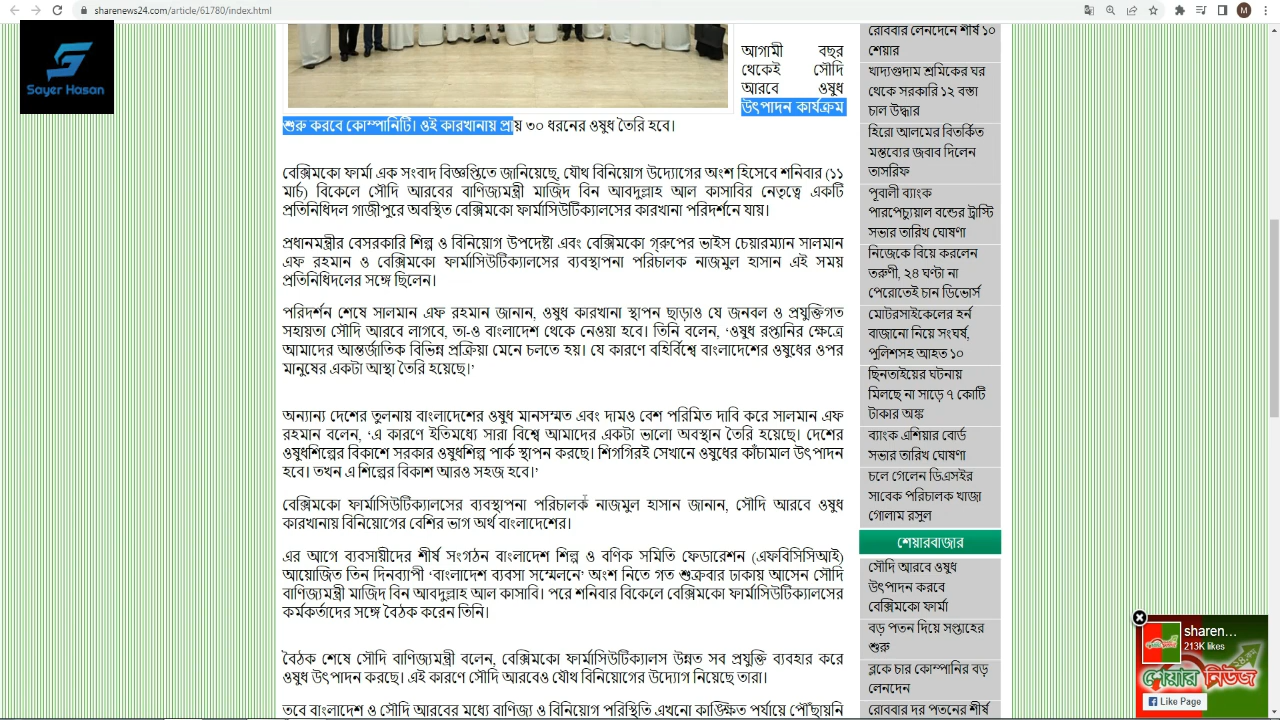 sharenews24.com/article/61780/index.html
M
Sayer Hasan
আগামী বছর
থেকেই সৌদি
আরবে ওষুধ
উৎপাদন কার্যক্রম
শুরু করবে কোম্পানিটি। ওই কারখানায় প্রায় ৩০ ধরনের ওষুধ তৈরি হবে।
বেক্সিমকো ফার্মা এক সংবাদ বিজ্ঞপ্তিতে জানিয়েছে, যৌথ বিনিয়োগ উদ্যোগের অংশ হিসেবে শনিবার (১১
মার্চ) বিকেলে সৌদি আরবের বাণিজ্যমন্ত্রী মাজিদ বিন আবদুল্লাহ আল কাসাবির নেতৃত্বে একটি
প্রতিনিধিদল গাজীপুরে অবস্থিত বেক্সিমকো ফার্মাসিউটিক্যালসের কারখানা পরিদর্শনে যায়।
প্রধানমন্ত্রীর বেসরকারি শিল্প ও বিনিয়োগ উপদেষ্টা এবং বেক্সিমকো গ্রুপের ভাইস চেয়ারম্যান সালমান
এফ রহমান ও বেক্সিমকো ফার্মাসিউটিক্যালসের ব্যবস্থাপনা পরিচালক নাজমুল হাসান এই সময়
প্রতিনিধিদলের সঙ্গে ছিলেন।
পরিদর্শন শেষে সালমান এফ রহমান জানান, ওষুধ কারখানা স্থাপন ছাড়াও যে জনবল ও প্রযুক্তিগত
সহায়তা সৌদি আরবে লাগবে, তা-ও বাংলাদেশ থেকে নেওয়া হবে। তিনি বলেন, ‘ওষুধ রপ্তানির ক্ষেত্রে
আমাদের আন্তর্জাতিক বিভিন্ন প্রক্রিয়া মেনে চলতে হয়। যে কারণে বহির্বিশ্বে বাংলাদেশের ওষুধের ওপর
মানুষের একটা আস্থা তৈরি হয়েছে।’
অন্যান্য দেশের তুলনায় বাংলাদেশের ওষুধ মানসম্মত এবং দামও বেশ পরিমিত দাবি করে সালমান এফ
রহমান বলেন, ‘এ কারণে ইতিমধ্যে সারা বিশ্বে আমাদের একটা ভালো অবস্থান তৈরি হয়েছে। দেশের
ওষুধশিল্পের বিকাশে সরকার ওষুধশিল্প পার্ক স্থাপন করছে। শিগগিরই সেখানে ওষুধের কাঁচামাল উৎপাদন
হবে। তখন এ শিল্পের বিকাশ আরও সহজ হবে।’
বেক্সিমকো ফার্মাসিউটিক্যালসের ব্যবস্থাপনা পরিচালক নাজমুল হাসান জানান, সৌদি আরবে ওষুধ
কারখানায় বিনিয়োগের বেশির ভাগ অর্থ বাংলাদেশের।
এর আগে ব্যবসায়ীদের শীর্ষ সংগঠন বাংলাদেশ শিল্প ও বণিক সমিতি ফেডারেশন (এফবিসিসিআই)
আয়োজিত তিন দিনব্যাপী ‘বাংলাদেশ ব্যবসা সম্মেলনে’ অংশ নিতে গত শুক্রবার ঢাকায় আসেন সৌদি
বাণিজ্যমন্ত্রী মাজিদ বিন আবদুল্লাহ আল কাসাবি। পরে শনিবার বিকেলে বেক্সিমকো ফার্মাসিউটিক্যালসের
কর্মকর্তাদের সঙ্গে বৈঠক করেন তিনি।
বৈঠক শেষে সৌদি বাণিজ্যমন্ত্রী বলেন, বেক্সিমকো ফার্মাসিউটিক্যালস উন্নত সব প্রযুক্তি ব্যবহার করে
ওষুধ উৎপাদন করছে। এই কারণে সৌদি আরবেও যৌথ বিনিয়োগের উদ্যোগ নিয়েছে তারা।
তবে বাংলাদেশ ও সৌদি আরবের মধ্যে বাণিজ্য ও বিনিয়োগ পরিস্থিতি এখনো কাঙ্ক্ষিত পর্যায়ে পৌঁছায়নি
রোববার লেনদেনে শীর্ষ ১০
শেয়ার
খাদ্যগুদাম শ্রমিকের ঘর
থেকে সরকারি ১২ বস্তা
চাল উদ্ধার
হিরো আলমের বিতর্কিত
মন্তব্যের জবাব দিলেন
তাসরিফ
পূবালী ব্যাংক
পারপেচ্যুয়াল বন্ডের ট্রাস্টি
সভার তারিখ ঘোষণা
নিজেকে বিয়ে করলেন
তরুণী, ২৪ ঘণ্টা না
পেরোতেই চান ডিভোর্স
মোটরসাইকেলের হর্ন
বাজানো নিয়ে সংঘর্ষ,
পুলিশসহ আহত ১০
ছিনতাইয়ের ঘটনায়
মিলছে না সাড়ে ৭ কোটি
টাকার অঙ্ক
ব্যাংক এশিয়ার বোর্ড
সভার তারিখ ঘোষণা
চলে গেলেন ডিএসইর
সাবেক পরিচালক খাজা
গোলাম রসুল
শেয়ারবাজার
সৌদি আরবে ওষুধ
উৎপাদন করবে
বেক্সিমকো ফার্মা
বড় পতন দিয়ে সপ্তাহের
শুরু
ব্লকে চার কোম্পানির বড়
লেনদেন
রোববার দর পতনের শীর্ষ
sharen...
213K likes
শেয়ার নিউজ
Like Page